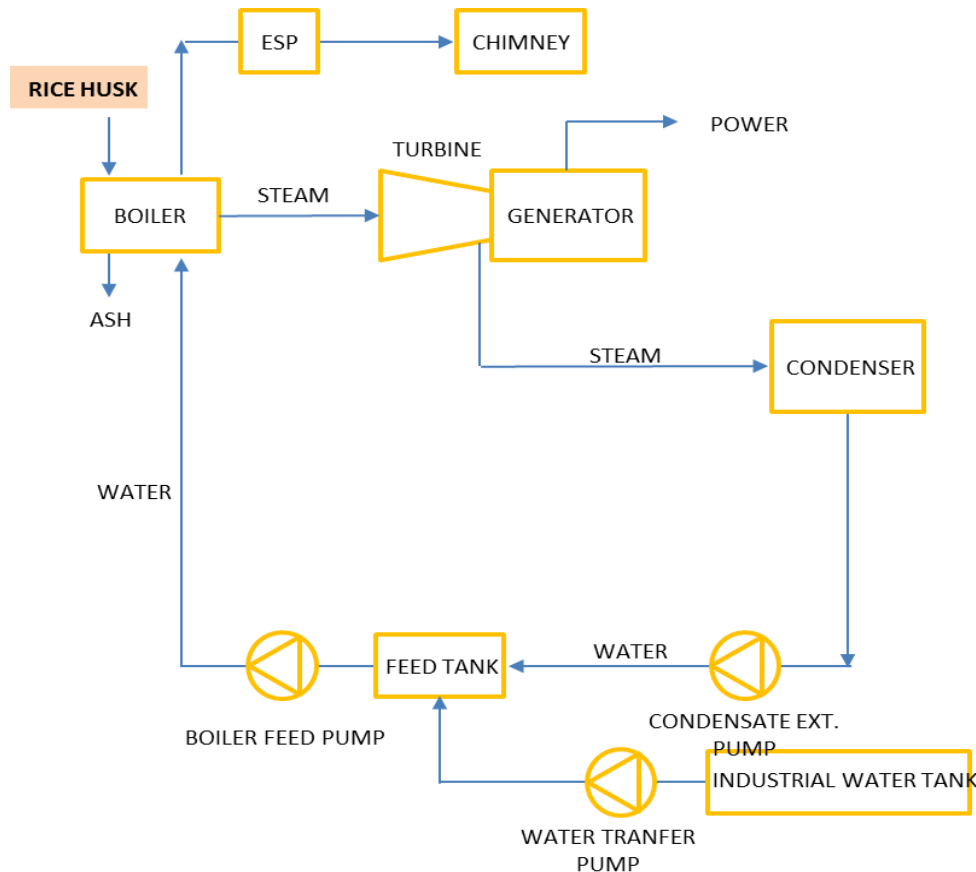 ESP
CHIMNEY
RICE HUSK
POWER
TURBINE
STEAM
BOILER
GENERATOR
ASH
STEAM
CONDENSER
WATER
WATER
FEED TANK
CONDENSATE EXT.
PUMP
BOILER FEED PUMP
INDUSTRIAL WATER TANK
WATER TRANFER
PUMP